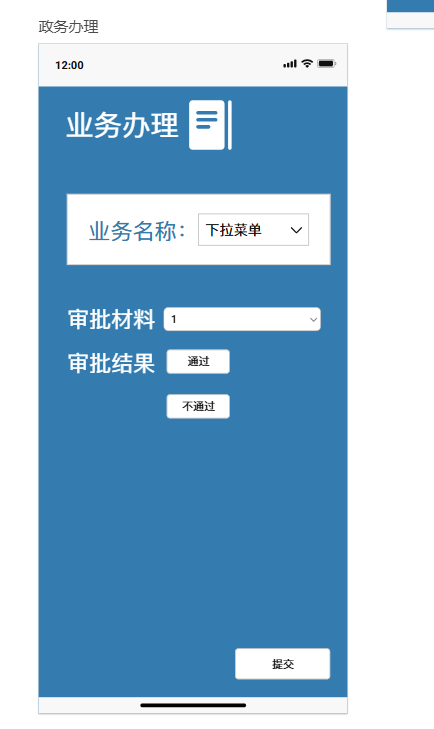 政务办理
12:00
业务办理
业务名称： 下拉菜单
审批材料 1
审批结果 通过
不通过
提交